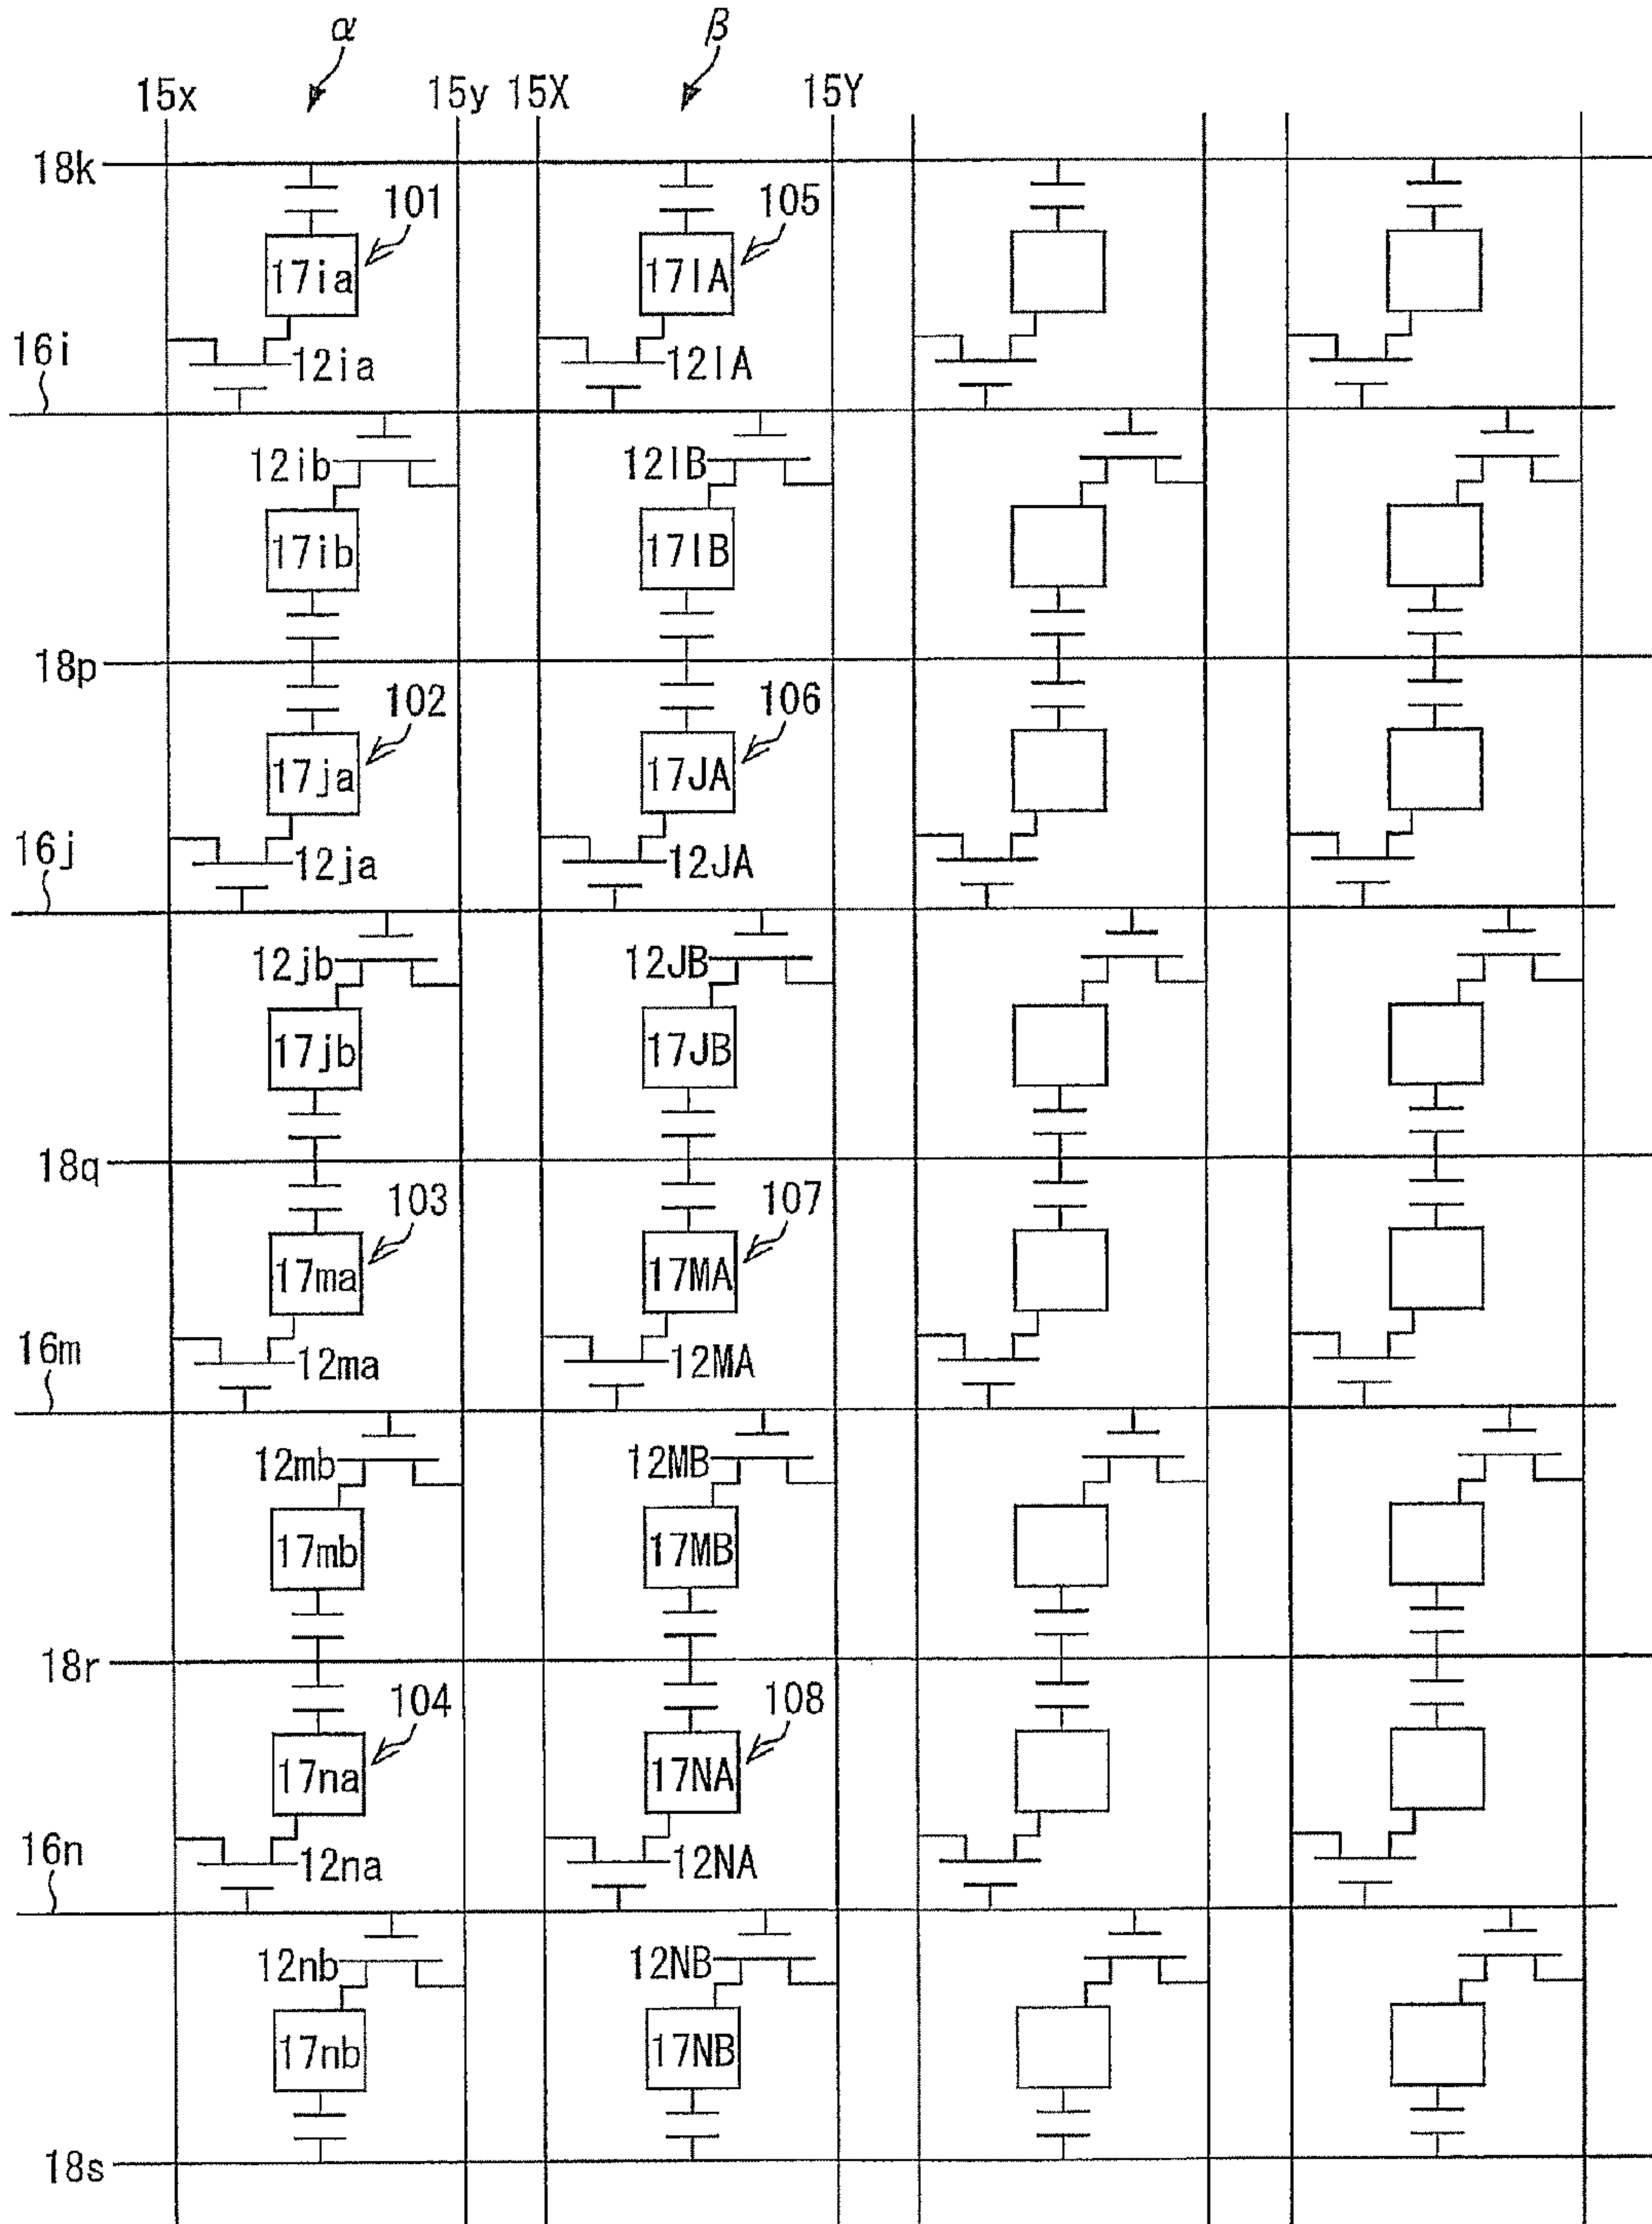 α β
15x 15y 15X 15Y
18k
101 105
17ia 17IA
16i 12ia 12IA
12ib 12IB
17ib 17IB
18p
102 106
17ja 17JA
16j 12ja 12JA
12jb 12JB
17jb 17JB
18q
103 107
17ma 17MA
16m 12ma 12MA
12mb 12MB
17mb 17MB
18r
104 108
17na 17NA
16n 12na 12NA
12nb 12NB
17nb 17NB
18s